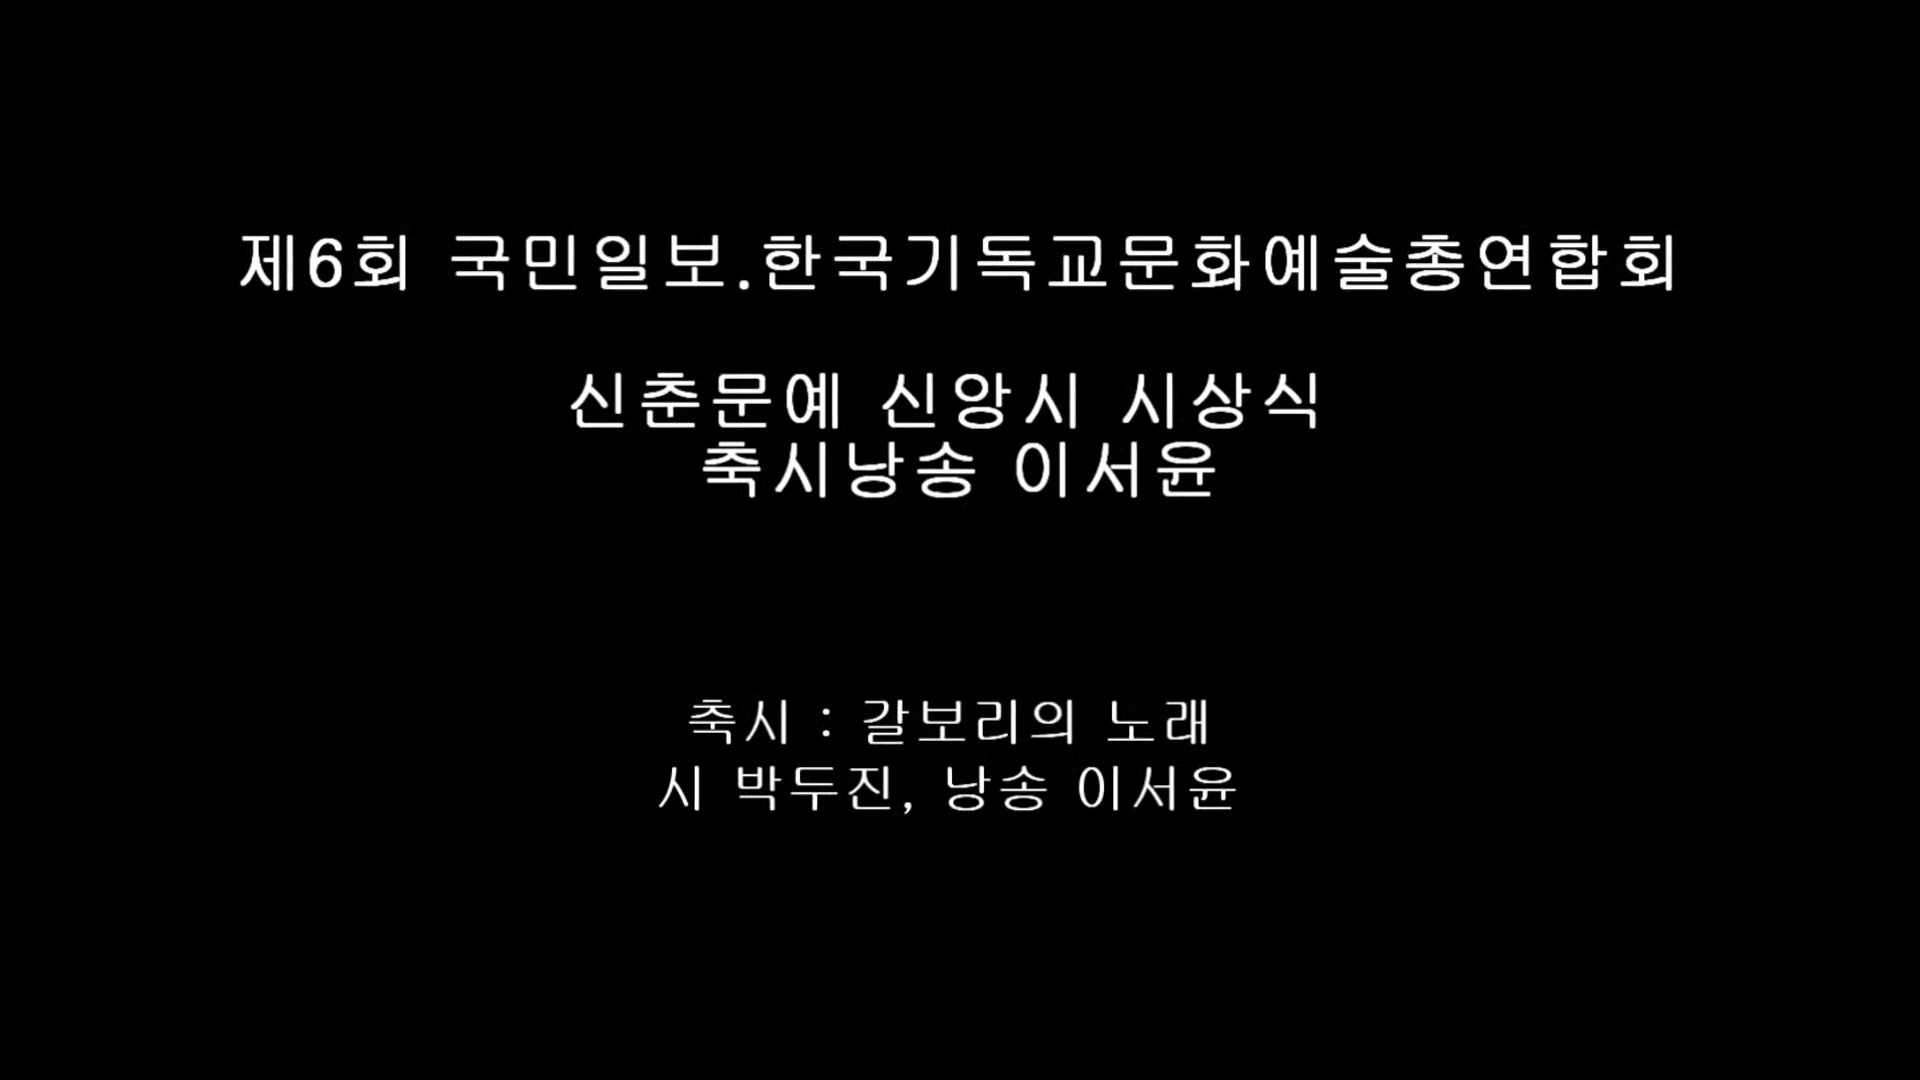 제6회 국민일보.한국기독교문화예술총연합회
신춘문예 신앙시 시상식
축시낭송 이서윤
축시 : 갈보리의 노래
시 박두진, 낭송 이서윤